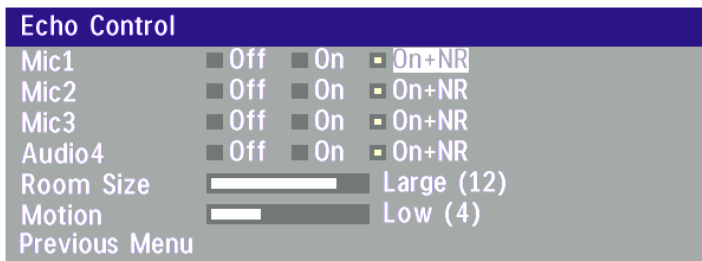 Echo Control
Mic1 Off On On+NR
Mic2 Off On On+NR
Mic3 Off On On+NR
Audio4 Off On On+NR
Room Size Large (12)
Motion Low (4)
Previous Menu